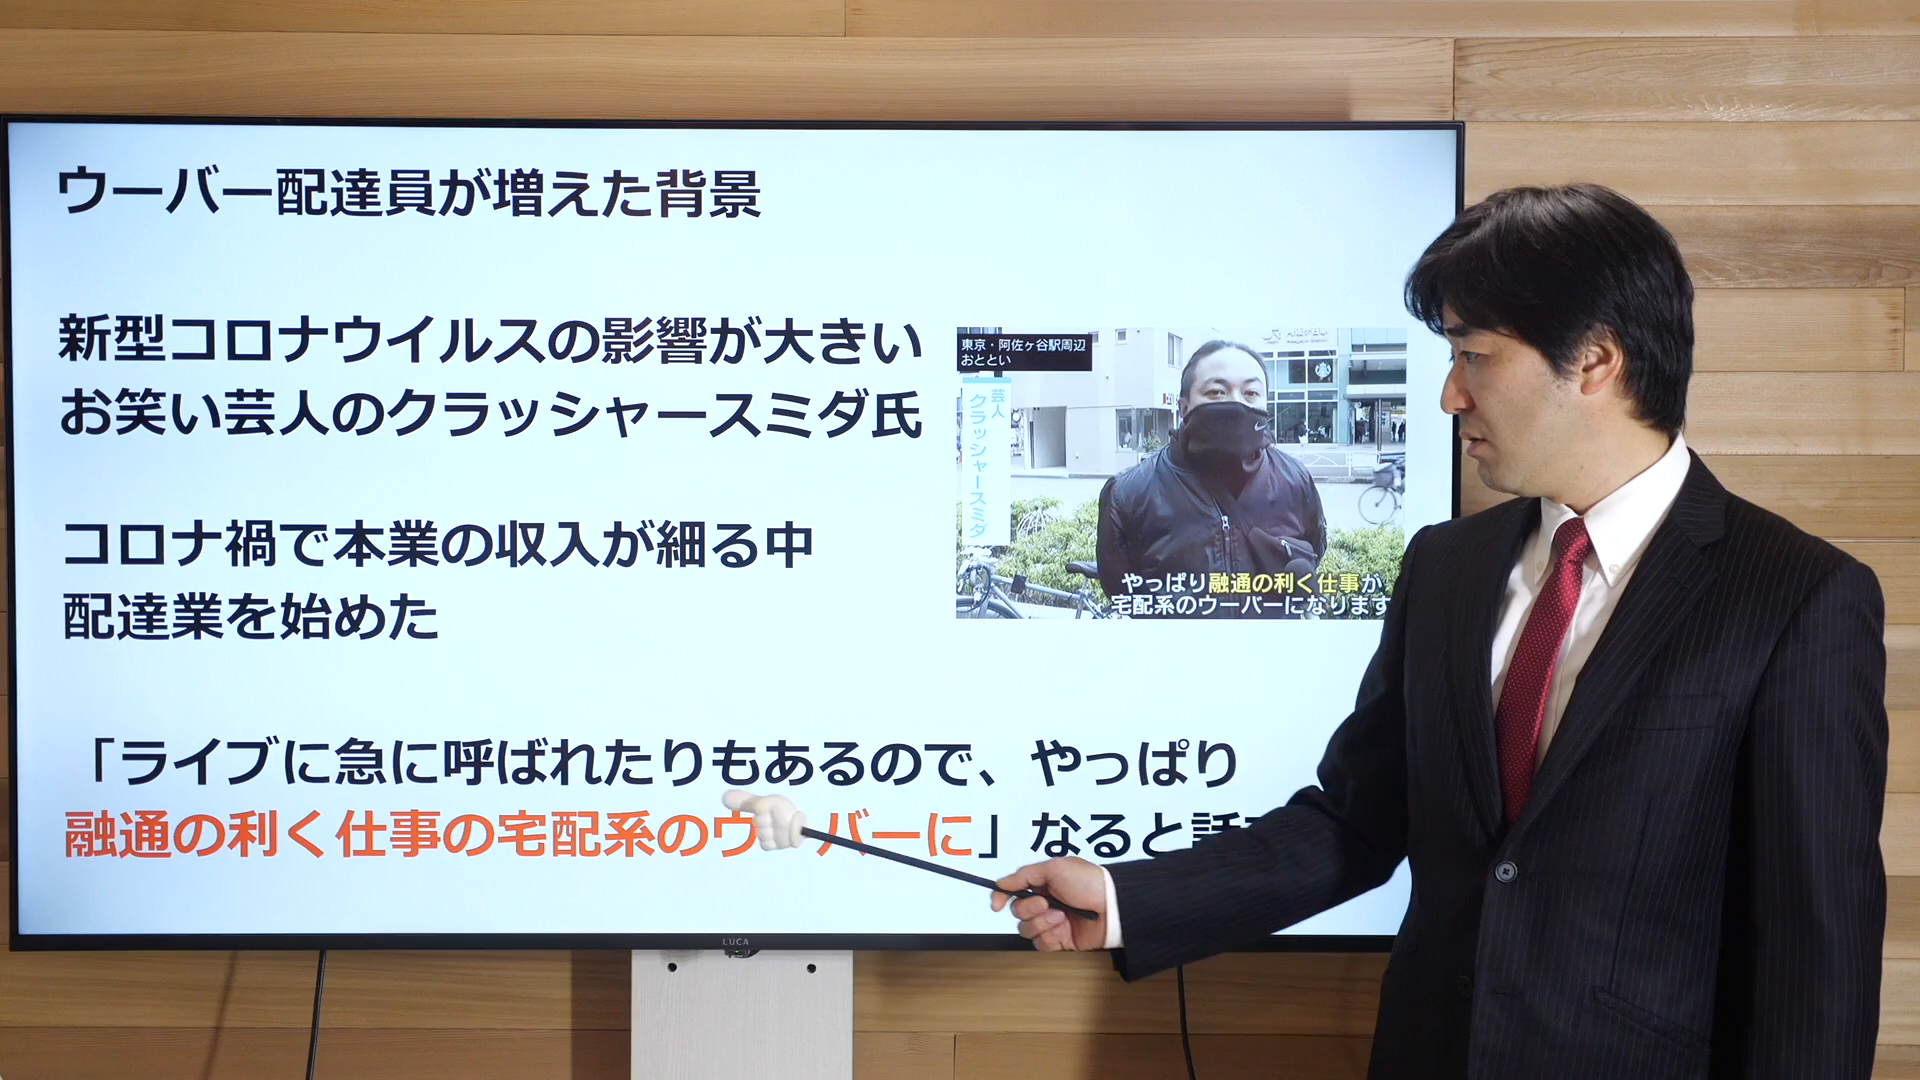 ウーバー配達員が増えた背景
新型コロナウイルスの影響が大きい
お笑い芸人のクラッシャースミダ氏
コロナ禍で本業の収入が細る中
配達業を始めた
「ライブに急に呼ばれたりもあるので、やっぱり
融通の利く仕事の宅配系のウーバーに」なると
東京・阿佐ヶ谷駅周辺
おととい
芸人
クラッシャースミダ
やっぱり融通の利く仕事が
宅配系のウーバーになります
LUCA